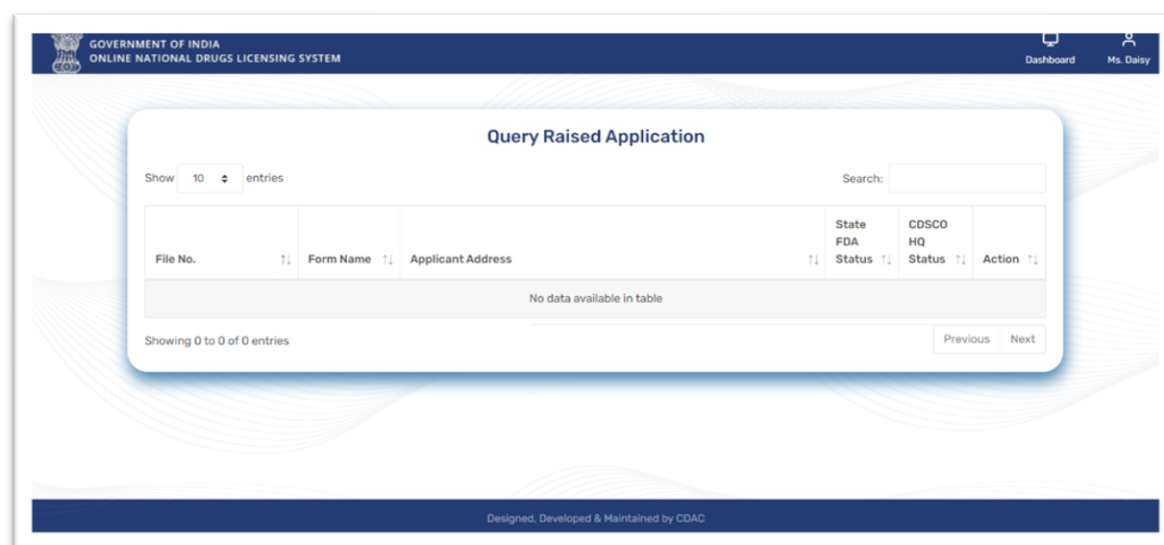 GOVERNMENT OF INDIA
ONLINE NATIONAL DRUGS LICENSING SYSTEM
Dashboard
Ms. Daisy
Query Raised Application
Show 10 entries
Search:
File No.
Form Name
Applicant Address
State
FDA
Status
CDSCO
HQ
Status
Action
No data available in table
Showing 0 to 0 of 0 entries
Previous
Next
Designed, Developed & Maintained by CDAC